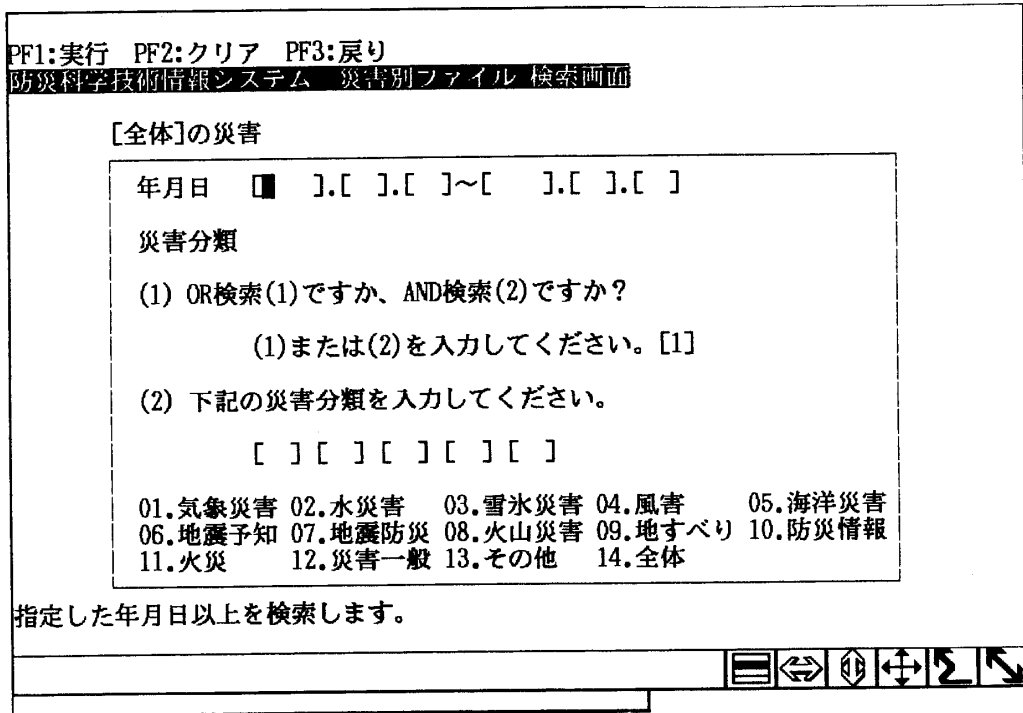 PF1:実行 PF2:クリア PF3:戻り
防災科学技術情報システム 災害別ファイル 検索画面
[全体]の災害
年月日 [ ].[ ].[ ]～[ ].[ ].[ ]
災害分類
(1) OR検索(1)ですか、AND検索(2)ですか？
(1)または(2)を入力してください。[1]
(2) 下記の災害分類を入力してください。
[ ][ ][ ][ ][ ]
01.気象災害 02.水災害 03.雪氷災害 04.風害 05.海洋災害
06.地震予知 07.地震防災 08.火山災害 09.地すべり 10.防災情報
11.火災 12.災害一般 13.その他 14.全体
指定した年月日以上を検索します。